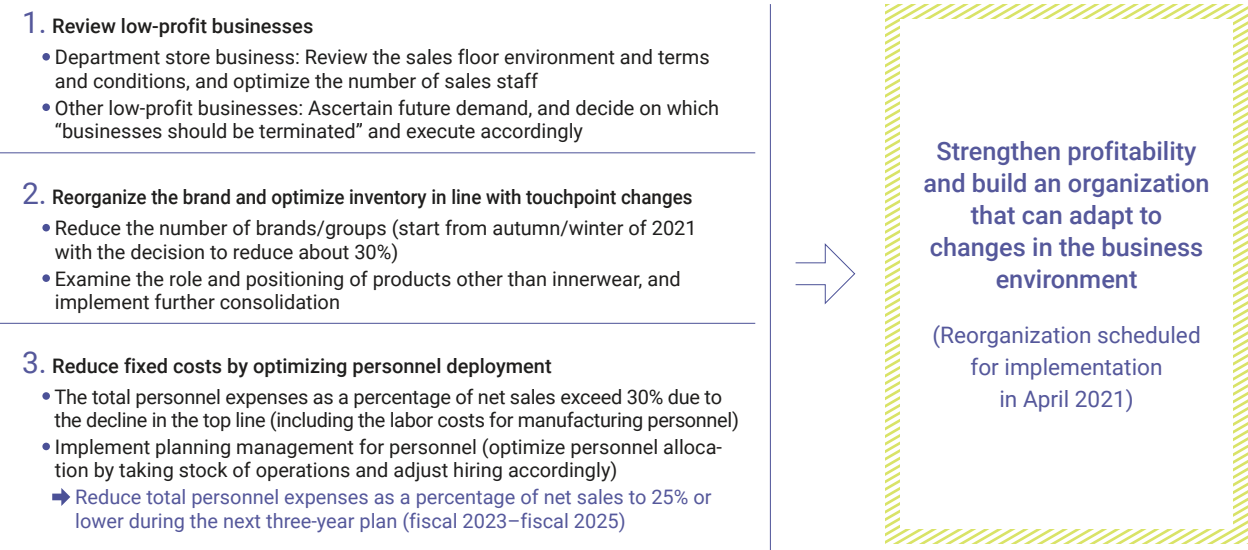 1. Review low-profit businesses
• Department store business: Review the sales floor environment and terms
and conditions, and optimize the number of sales staff
• Other low-profit businesses: Ascertain future demand, and decide on which
“businesses should be terminated” and execute accordingly
2. Reorganize the brand and optimize inventory in line with touchpoint changes
• Reduce the number of brands/groups (start from autumn/winter of 2021
with the decision to reduce about 30%)
• Examine the role and positioning of products other than innerwear, and
implement further consolidation
3. Reduce fixed costs by optimizing personnel deployment
• The total personnel expenses as a percentage of net sales exceed 30% due to
the decline in the top line (including the labor costs for manufacturing personnel)
• Implement planning management for personnel (optimize personnel alloca-
tion by taking stock of operations and adjust hiring accordingly)
➡ Reduce total personnel expenses as a percentage of net sales to 25% or
lower during the next three-year plan (fiscal 2023–fiscal 2025)
Strengthen profitability
and build an organization
that can adapt to
changes in the business
environment
(Reorganization scheduled
for implementation
in April 2021)